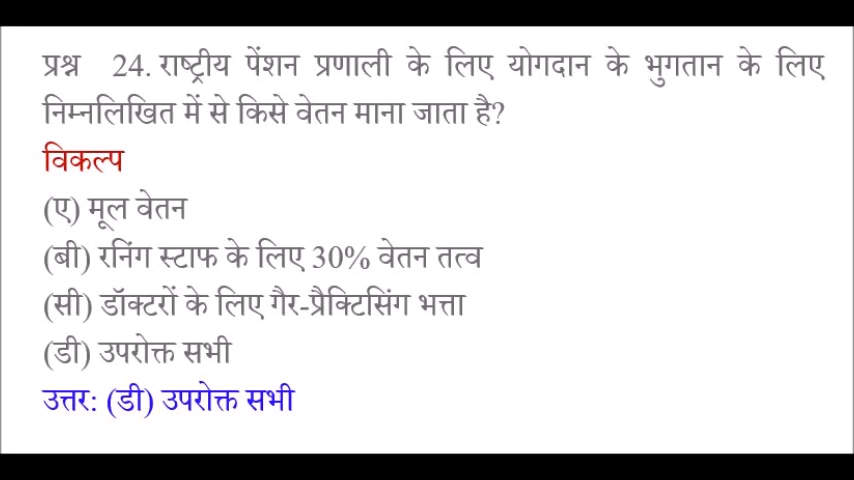 प्रश्न 24. राष्ट्रीय पेंशन प्रणाली के लिए योगदान के भुगतान के लिए
निम्नलिखित में से किसे वेतन माना जाता है?
विकल्प
(ए) मूल वेतन
(बी) रनिंग स्टाफ के लिए 30% वेतन तत्व
(सी) डॉक्टरों के लिए गैर-प्रैक्टिसिंग भत्ता
(डी) उपरोक्त सभी
उत्तर: (डी) उपरोक्त सभी